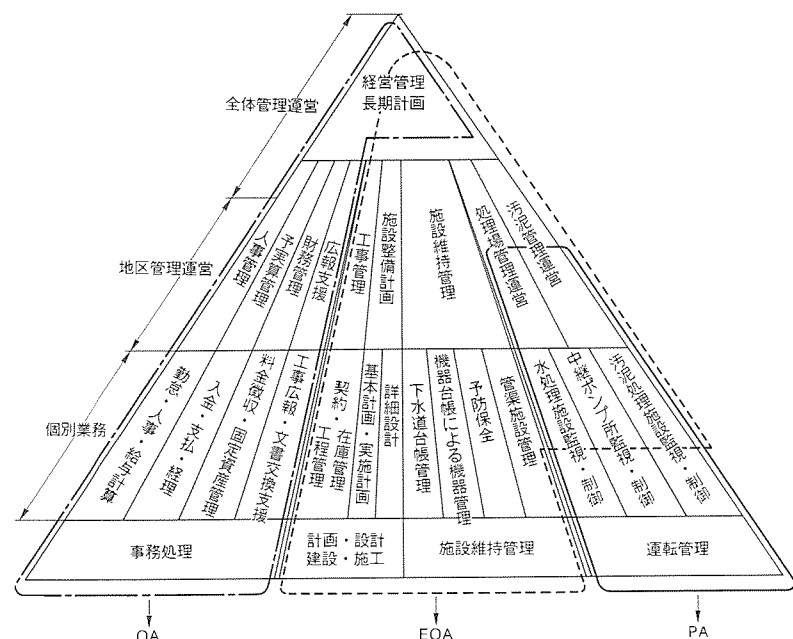 経営管理
長期計画
全体管理運営
地区管理運営
個別業務
人事管理
予実算管理
財務管理
広報支援
工事管理
施設整備計画
施設維持管理
処理場管理運営
汚泥管理運営
勤怠・人事・給与計算
入金・支払・経理
料金徴収・固定資産管理
工事広報・文書交換支援
工程管理
契約・在庫管理
基本計画・実施計画
詳細設計
下水道台帳管理
機器台帳による機器管理
予防保全
管渠施設管理
水処理施設監視・制御
中継ポンプ所監視・制御
汚泥処理施設監視・制御
事務処理
計画・設計
建設・施工
施設維持管理
運転管理
OA
EOA
PA